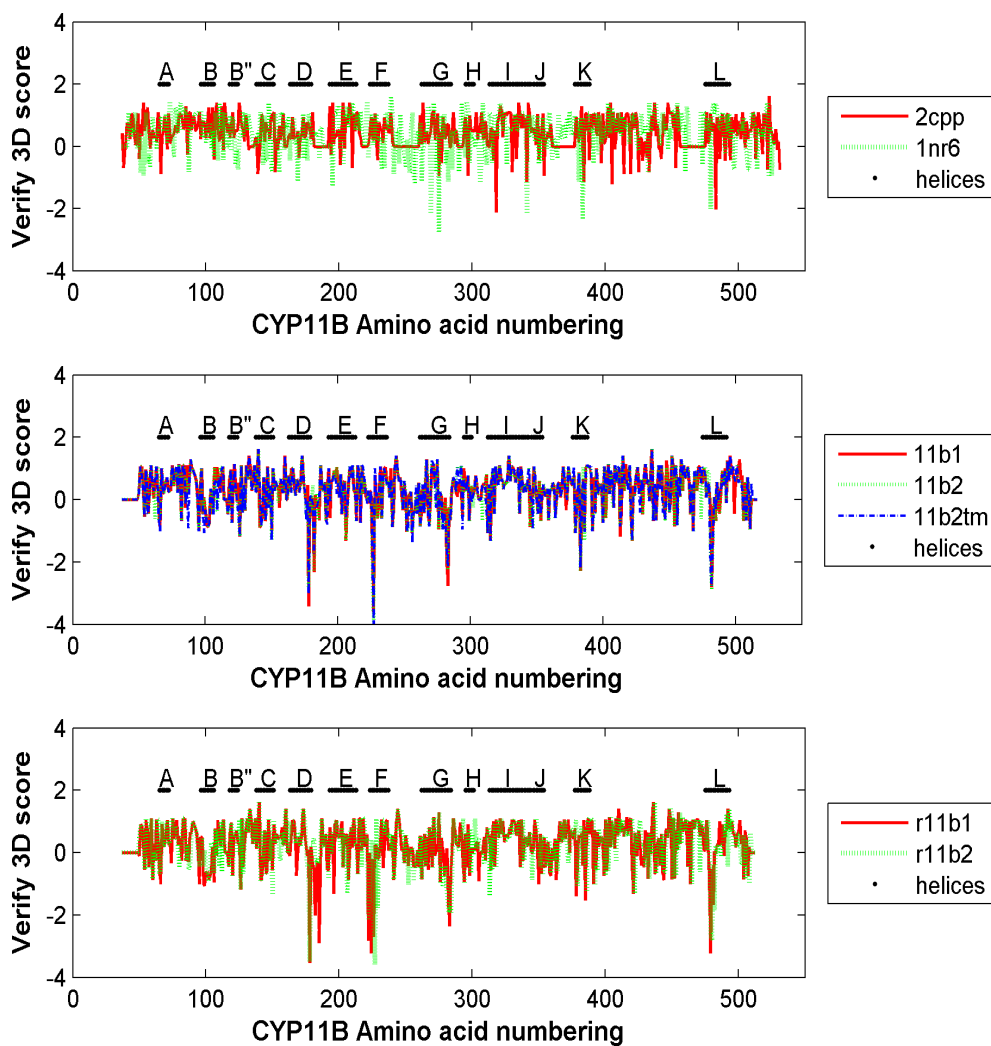 4
2
0
-2
-4
Verify 3D score
A B B" C D E F G H I J K L
0 100 200 300 400 500
CYP11B Amino acid numbering
2cpp
1nr6
helices
4
2
0
-2
-4
Verify 3D score
A B B" C D E F G H I J K L
0 100 200 300 400 500
CYP11B Amino acid numbering
11b1
11b2
11b2tm
helices
4
2
0
-2
-4
Verify 3D score
A B B" C D E F G H I J K L
0 100 200 300 400 500
CYP11B Amino acid numbering
r11b1
r11b2
helices